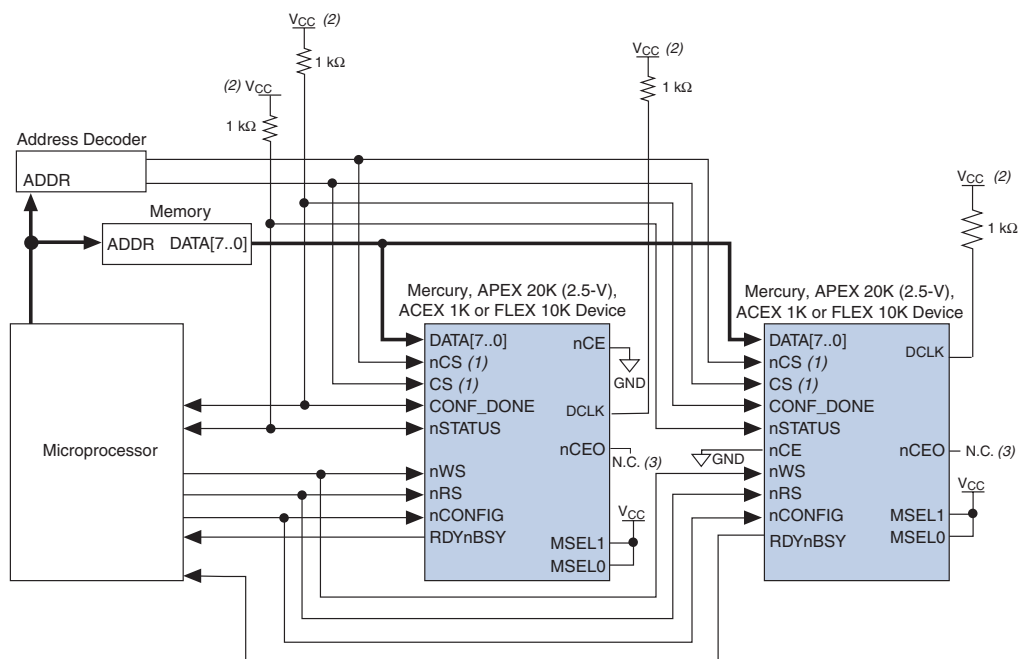 VCC (2)
1 kΩ
(2) VCC
1 kΩ
VCC (2)
1 kΩ
Address Decoder
ADDR
Memory
ADDR DATA[7..0]
VCC (2)
1 kΩ
Mercury, APEX 20K (2.5-V),
ACEX 1K or FLEX 10K Device
DATA[7..0]
nCS (1)
CS (1)
CONF_DONE
nSTATUS
nWS
nRS
nCONFIG
RDYnBSY
nCE
GND
DCLK
nCEO
N.C. (3)
VCC
MSEL1
MSEL0
Microprocessor
Mercury, APEX 20K (2.5-V),
ACEX 1K or FLEX 10K Device
DATA[7..0]
nCS (1)
CS (1)
CONF_DONE
nSTATUS
GND
nCE
nWS
nRS
nCONFIG
RDYnBSY
DCLK
nCEO
N.C. (3)
VCC
MSEL1
MSEL0